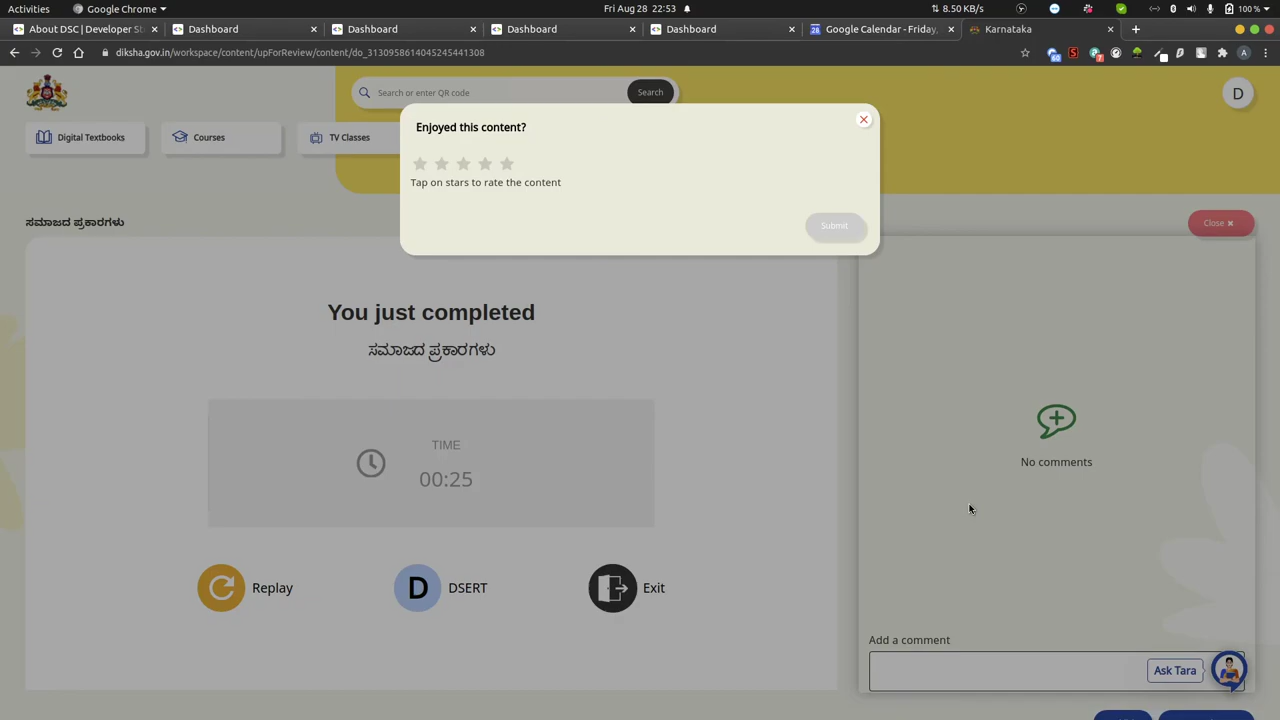 Activities Google Chrome Fri Aug 28 22:53 8.50 KB/s 100 %
About DSC | Developer St Dashboard Dashboard Dashboard Dashboard Google Calendar - Friday, Karnataka
diksha.gov.in/workspace/content/upForReview/content/do_3130958614045245441308
Search or enter QR code Search D
Digital Textbooks Courses TV Classes
Enjoyed this content?
Tap on stars to rate the content
Submit
ಸಮಾಜದ ಪ್ರಕಾರಗಳು
Close ✖
You just completed
ಸಮಾಜದ ಪ್ರಕಾರಗಳು
TIME
00:25
Replay D DSERT Exit
No comments
Add a comment
Ask Tara